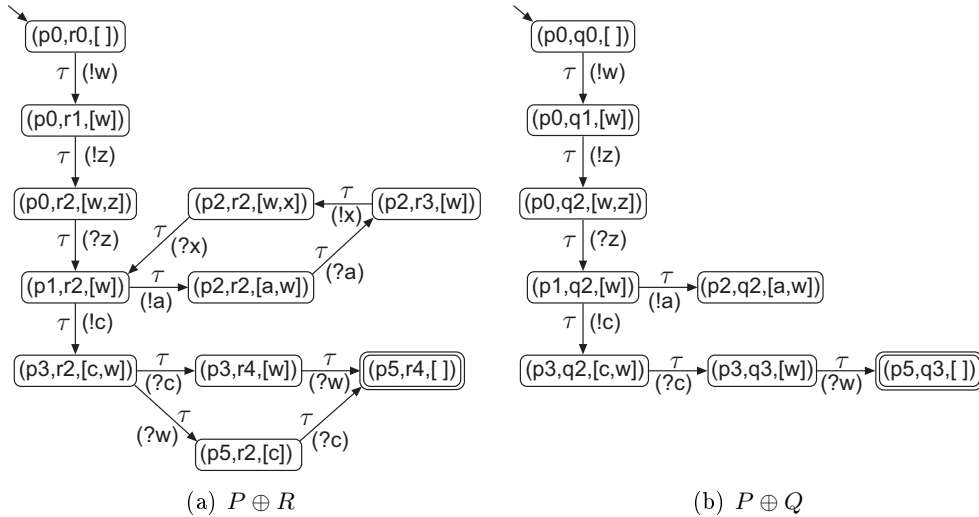 (p0,r0,[ ]) (p0,q0,[ ])
τ (!w) τ (!w)
(p0,r1,[w]) (p0,q1,[w])
τ (!z) τ (!z)
(p0,r2,[w,z]) (p2,r2,[w,x]) τ (!x) (p2,r3,[w]) (p0,q2,[w,z])
τ (?z) τ (?x) τ (?a) τ (?z)
(p1,r2,[w]) τ (!a) (p2,r2,[a,w]) (p1,q2,[w]) τ (!a) (p2,q2,[a,w])
τ (!c) τ (!c)
(p3,r2,[c,w]) τ (?c) (p3,r4,[w]) τ (?w) (p5,r4,[ ]) (p3,q2,[c,w]) τ (?c) (p3,q3,[w]) τ (?w) (p5,q3,[ ])
τ (?w) τ (?c)
(p5,r2,[c])
(a) P ⊕ R (b) P ⊕ Q